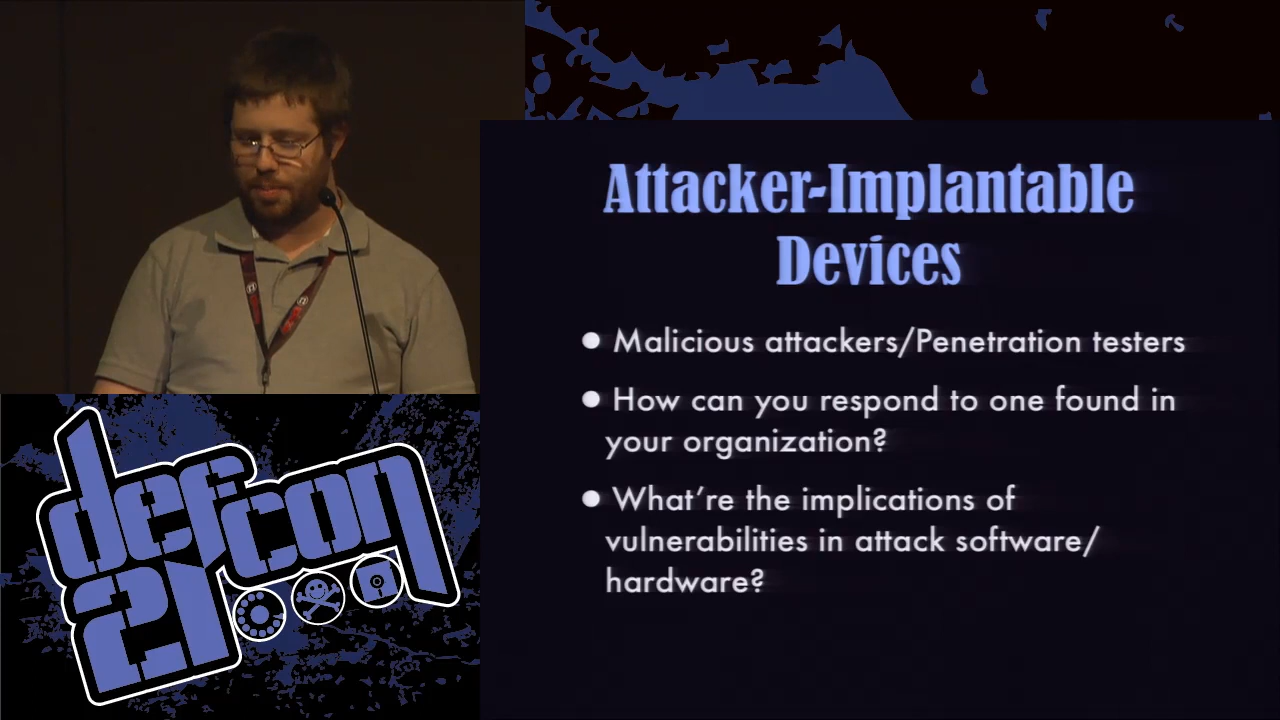 Attacker-Implantable
Devices
● Malicious attackers/Penetration testers
● How can you respond to one found in
your organization?
● What're the implications of
vulnerabilities in attack software/
hardware?
defcon
21